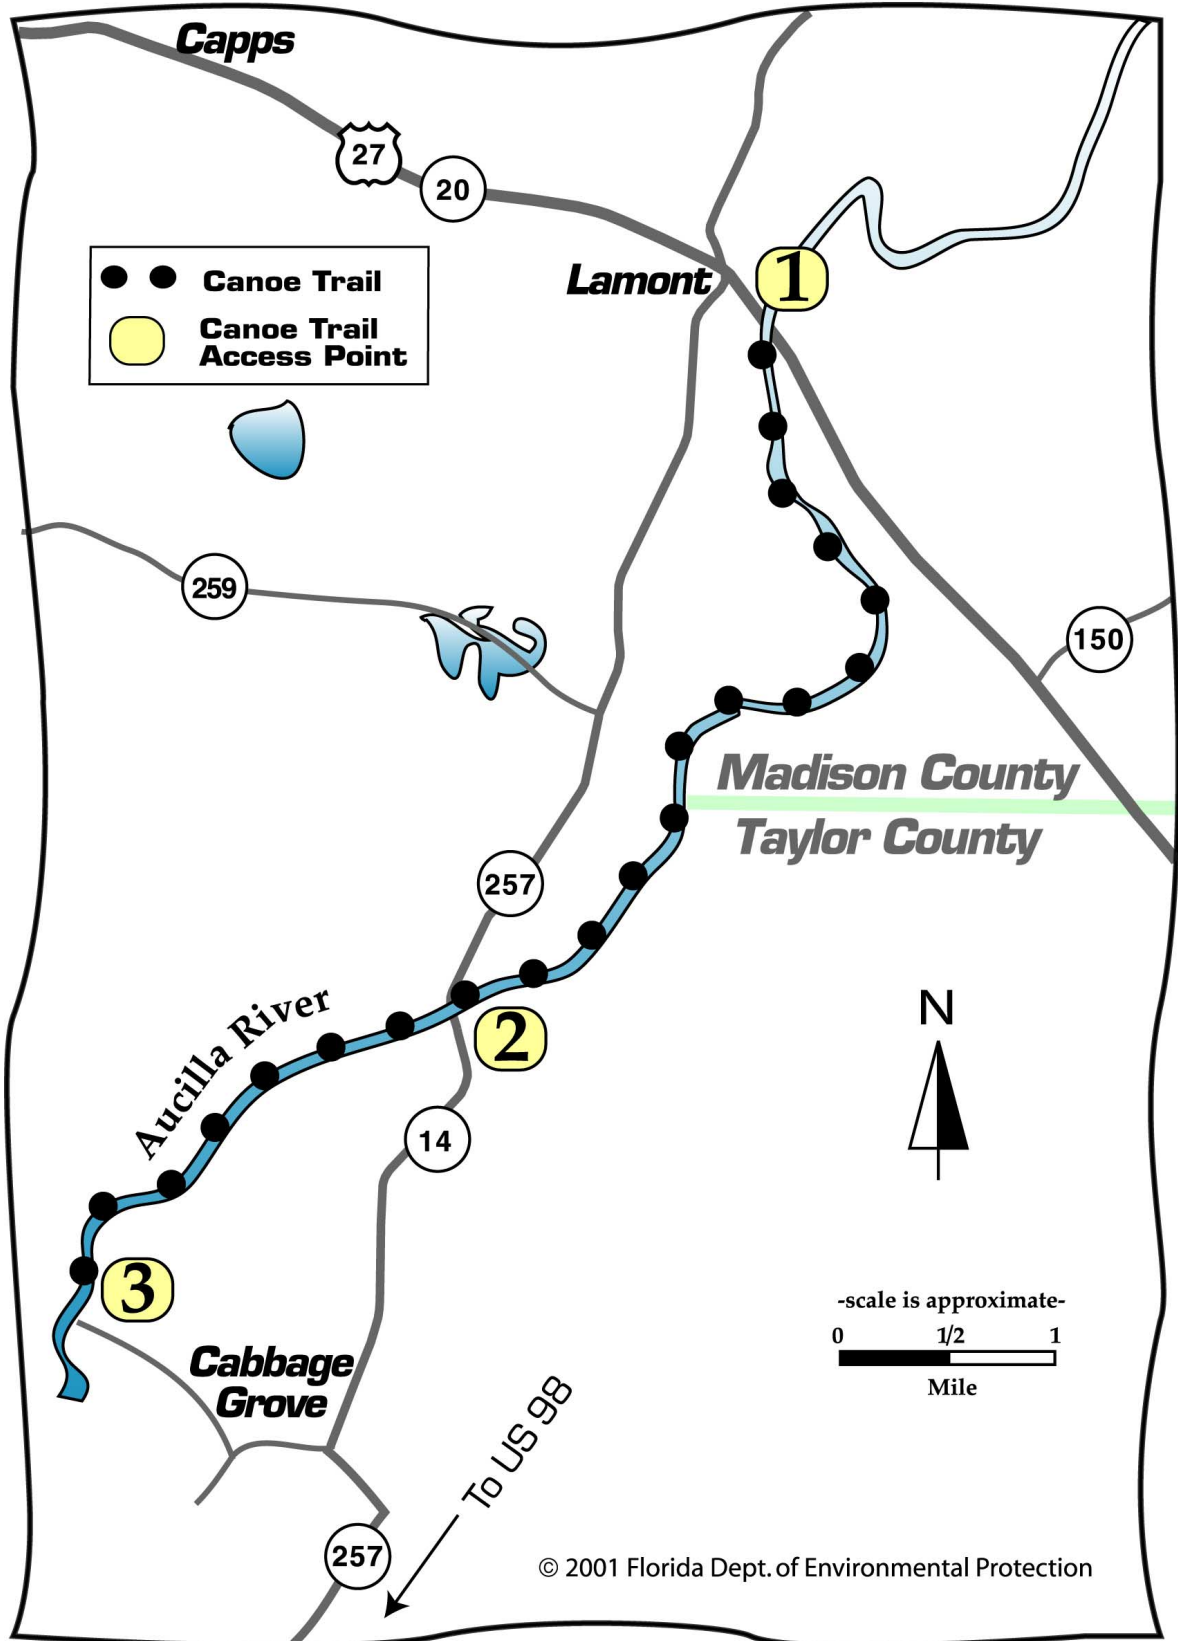 Capps
27
20
Lamont
1
Canoe Trail
Canoe Trail
Access Point
259
150
Madison County
Taylor County
257
Aucilla River
2
N
14
3
-scale is approximate-
0 1/2 1
Mile
Cabbage
Grove
To US 98
257
© 2001 Florida Dept. of Environmental Protection